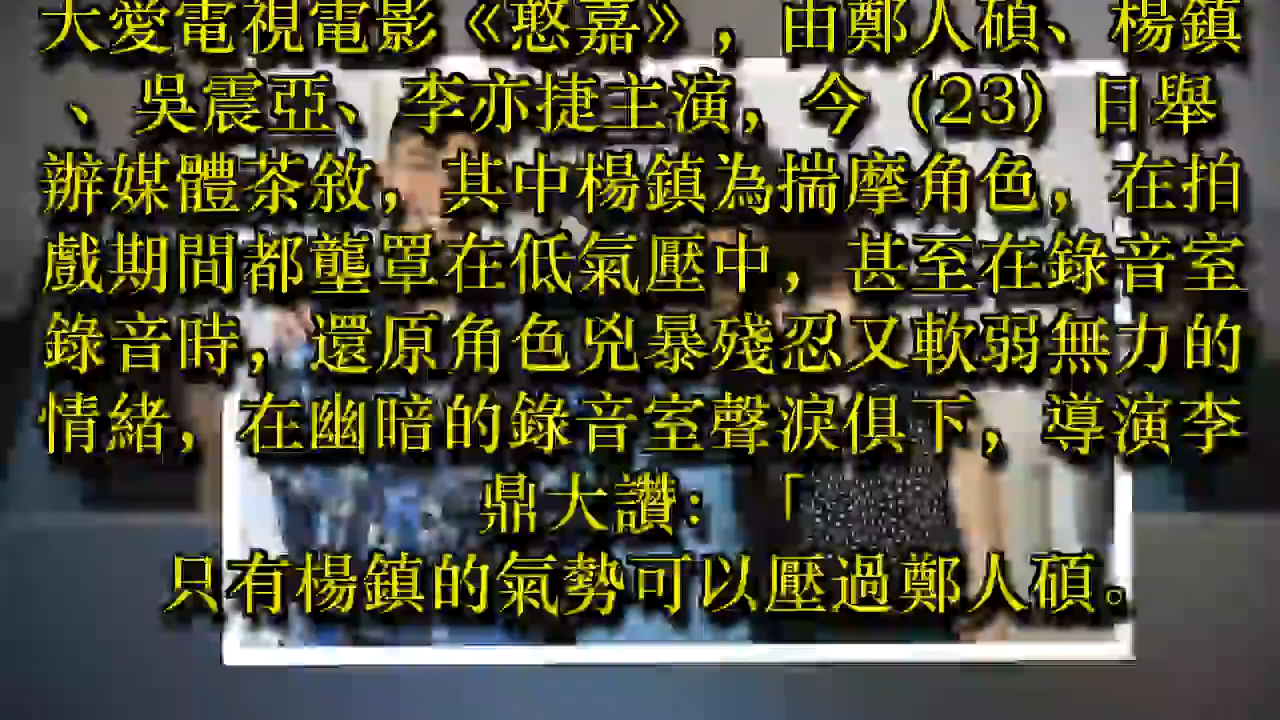 大愛電視電影《憨嘉》，由鄭人碩、楊鎮
、吳震亞、李亦捷主演，今（23）日舉
辦媒體茶敘，其中楊鎮為揣摩角色，在拍
戲期間都壟罩在低氣壓中，甚至在錄音室
錄音時，還原角色兇暴殘忍又軟弱無力的
情緒，在幽暗的錄音室聲淚俱下，導演李
鼎大讚：「
只有楊鎮的氣勢可以壓過鄭人碩。